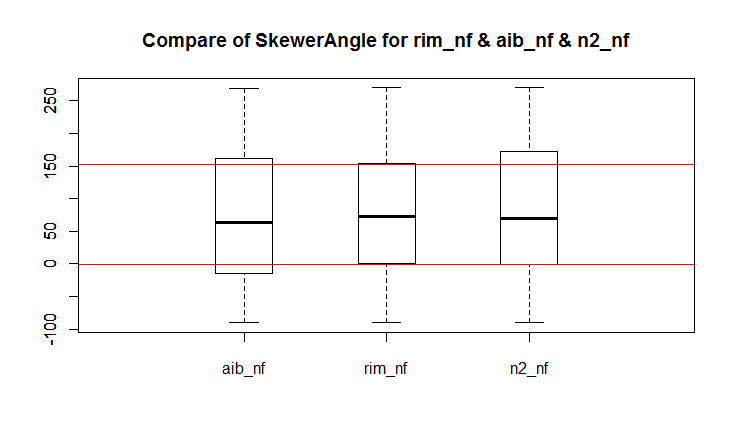 Compare of SkewerAngle for rim_nf & aib_nf & n2_nf
250
150
50
0
-100
aib_nf rim_nf n2_nf